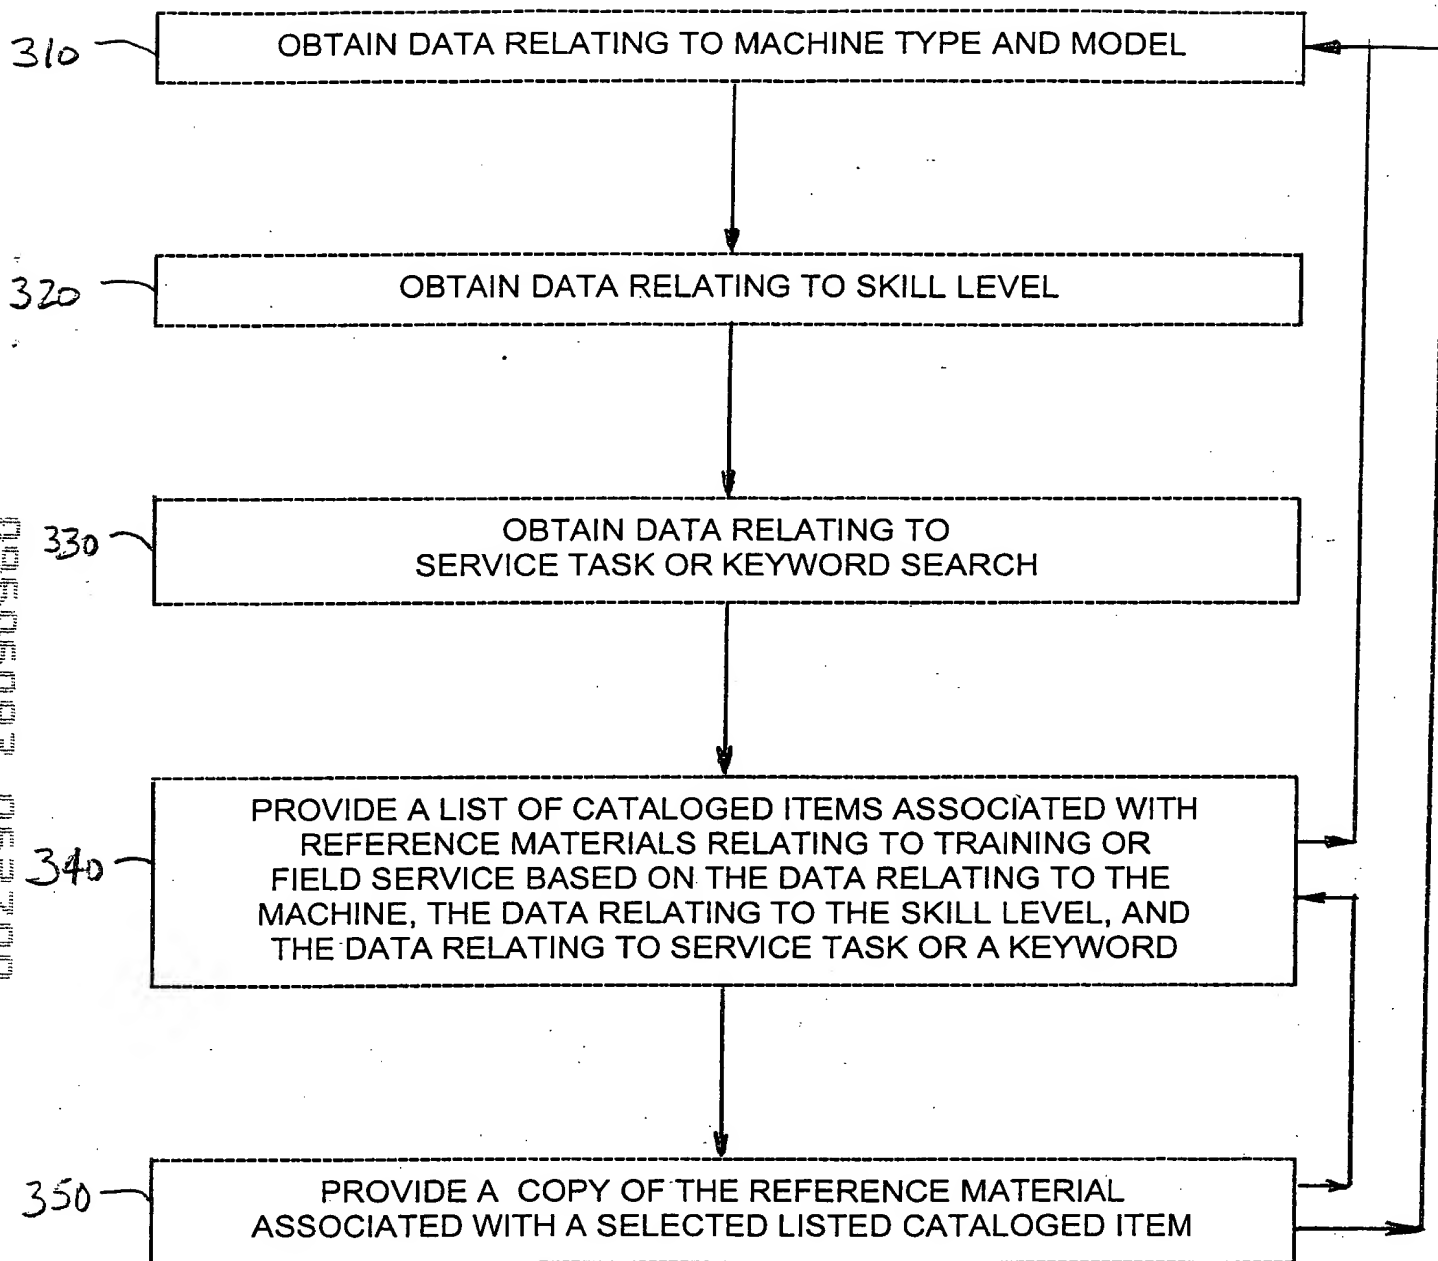 310
OBTAIN DATA RELATING TO MACHINE TYPE AND MODEL
320
OBTAIN DATA RELATING TO SKILL LEVEL
330
OBTAIN DATA RELATING TO
SERVICE TASK OR KEYWORD SEARCH
340
PROVIDE A LIST OF CATALOGED ITEMS ASSOCIATED WITH
REFERENCE MATERIALS RELATING TO TRAINING OR
FIELD SERVICE BASED ON THE DATA RELATING TO THE
MACHINE, THE DATA RELATING TO THE SKILL LEVEL, AND
THE DATA RELATING TO SERVICE TASK OR A KEYWORD
350
PROVIDE A COPY OF THE REFERENCE MATERIAL
ASSOCIATED WITH A SELECTED LISTED CATALOGED ITEM